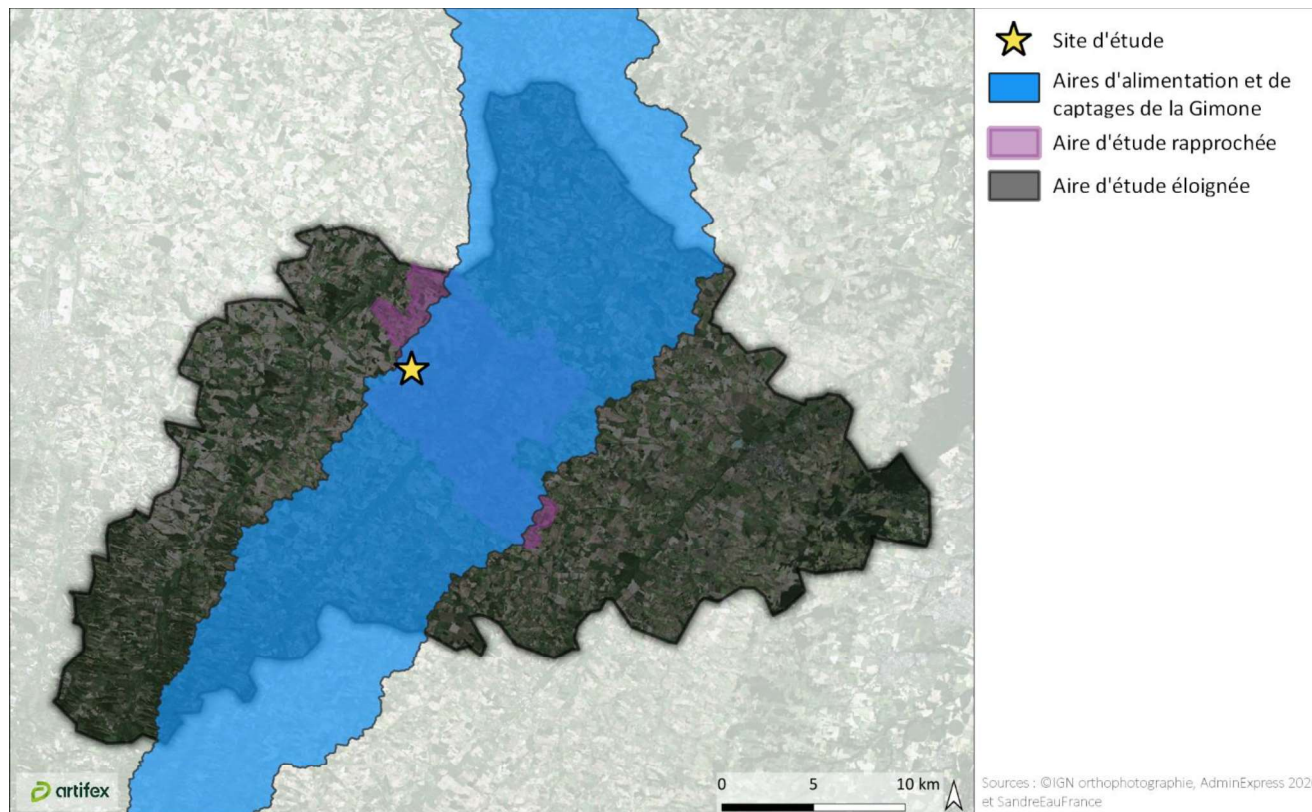 Site d'étude
Aires d'alimentation et de
captages de la Gimone
Aire d'étude rapprochée
Aire d'étude éloignée
artifex
0 5 10 km
Sources : ©IGN orthophotographie, AdminExpress 202
et SandreEauFrance